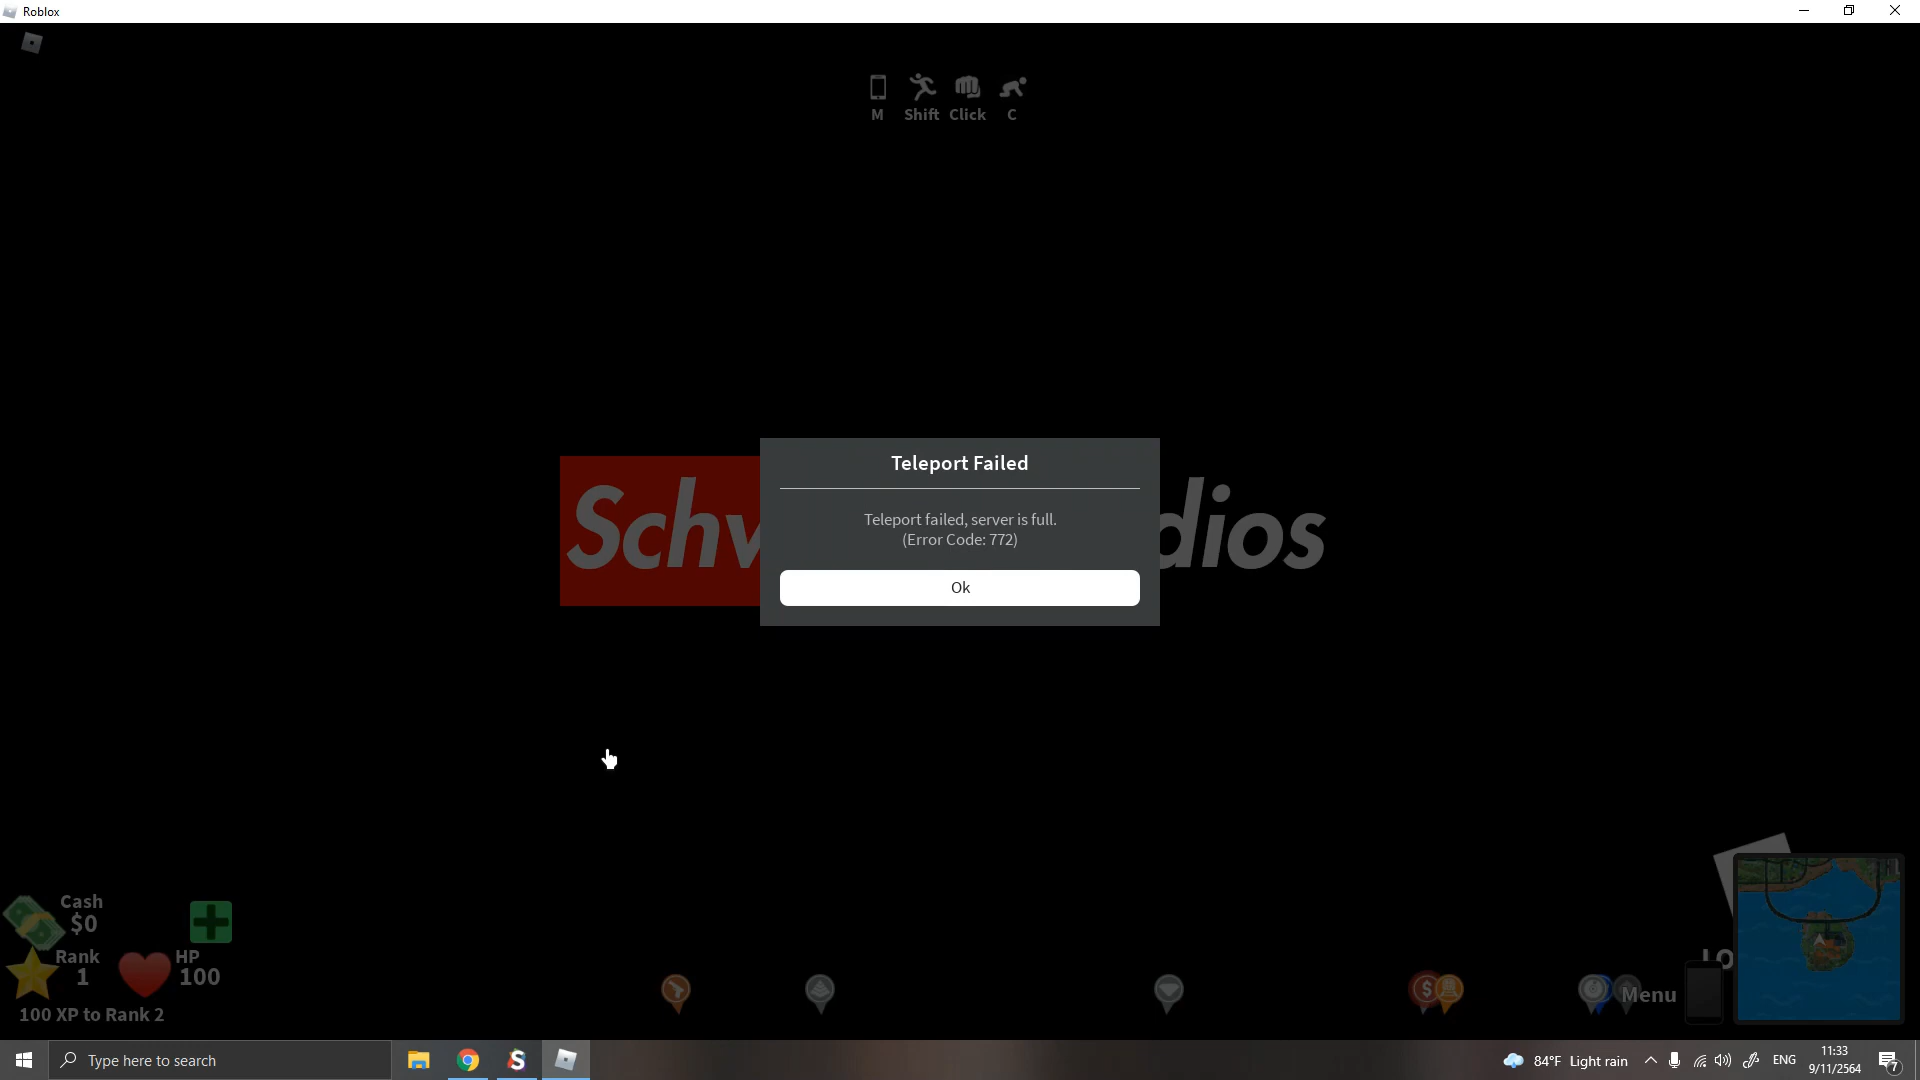 Roblox
M Shift Click C
Teleport Failed
Teleport failed, server is full.
(Error Code: 772)
Ok
Schv
dios
Cash
$0
Rank
1
HP
100
100 XP to Rank 2
LO
Menu
Type here to search
84°F Light rain
ENG
11:33
9/11/2564
7